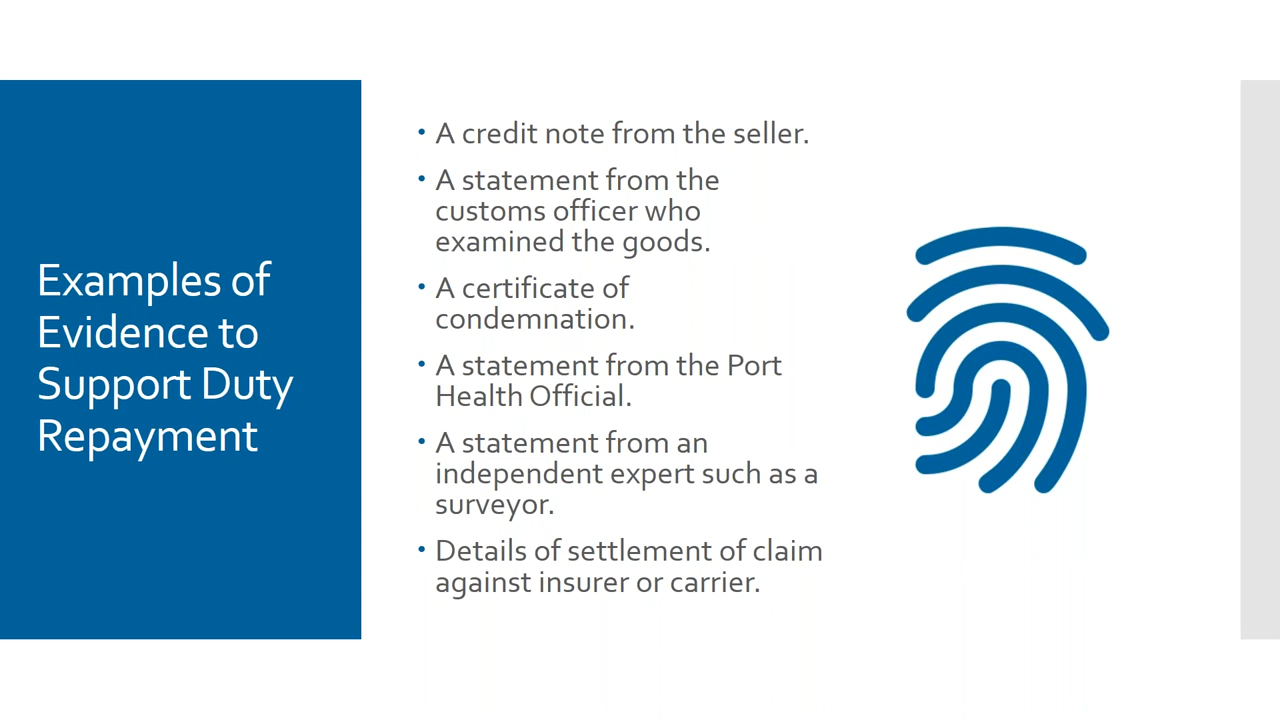 Examples of
Evidence to
Support Duty
Repayment
• A credit note from the seller.
• A statement from the
customs officer who
examined the goods.
• A certificate of
condemnation.
• A statement from the Port
Health Official.
• A statement from an
independent expert such as a
surveyor.
• Details of settlement of claim
against insurer or carrier.